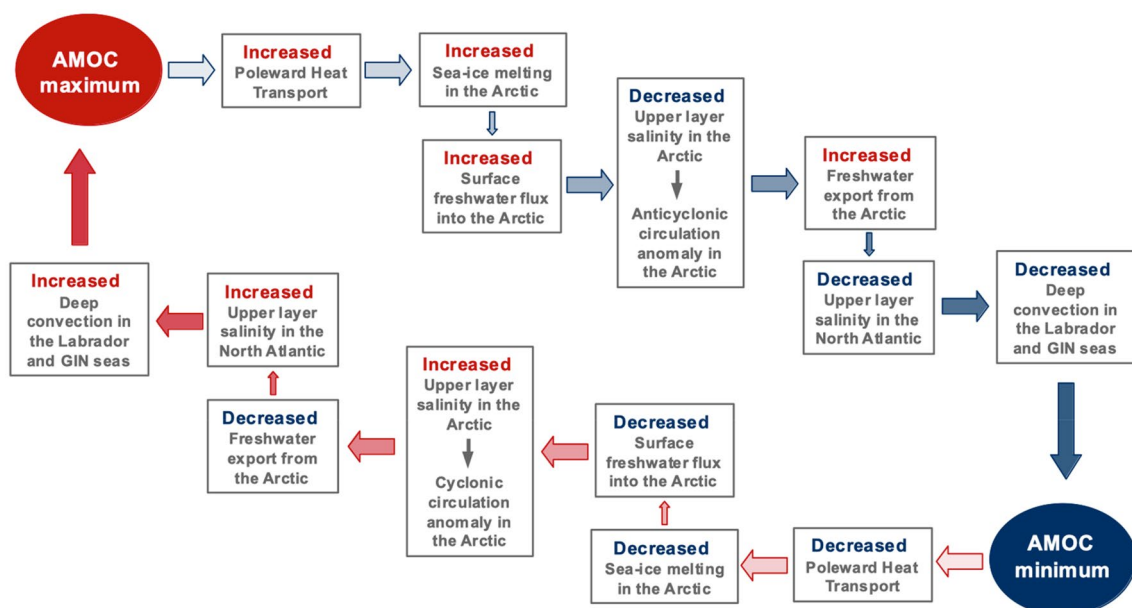 AMOC
maximum
Increased
Poleward Heat
Transport
Increased
Sea-ice melting
in the Arctic
Increased
Surface
freshwater flux
into the Arctic
Decreased
Upper layer
salinity in the
Arctic
Anticyclonic
circulation
anomaly in
the Arctic
Increased
Freshwater
export from
the Arctic
Decreased
Upper layer
salinity in the
North Atlantic
Decreased
Deep
convection in
the Labrador
and GIN seas
AMOC
minimum
Decreased
Poleward Heat
Transport
Decreased
Sea-ice melting
in the Arctic
Decreased
Surface
freshwater flux
into the Arctic
Increased
Upper layer
salinity in the
Arctic
Cyclonic
circulation
anomaly in
the Arctic
Decreased
Freshwater
export from
the Arctic
Increased
Upper layer
salinity in the
North Atlantic
Increased
Deep
convection in
the Labrador
and GIN seas